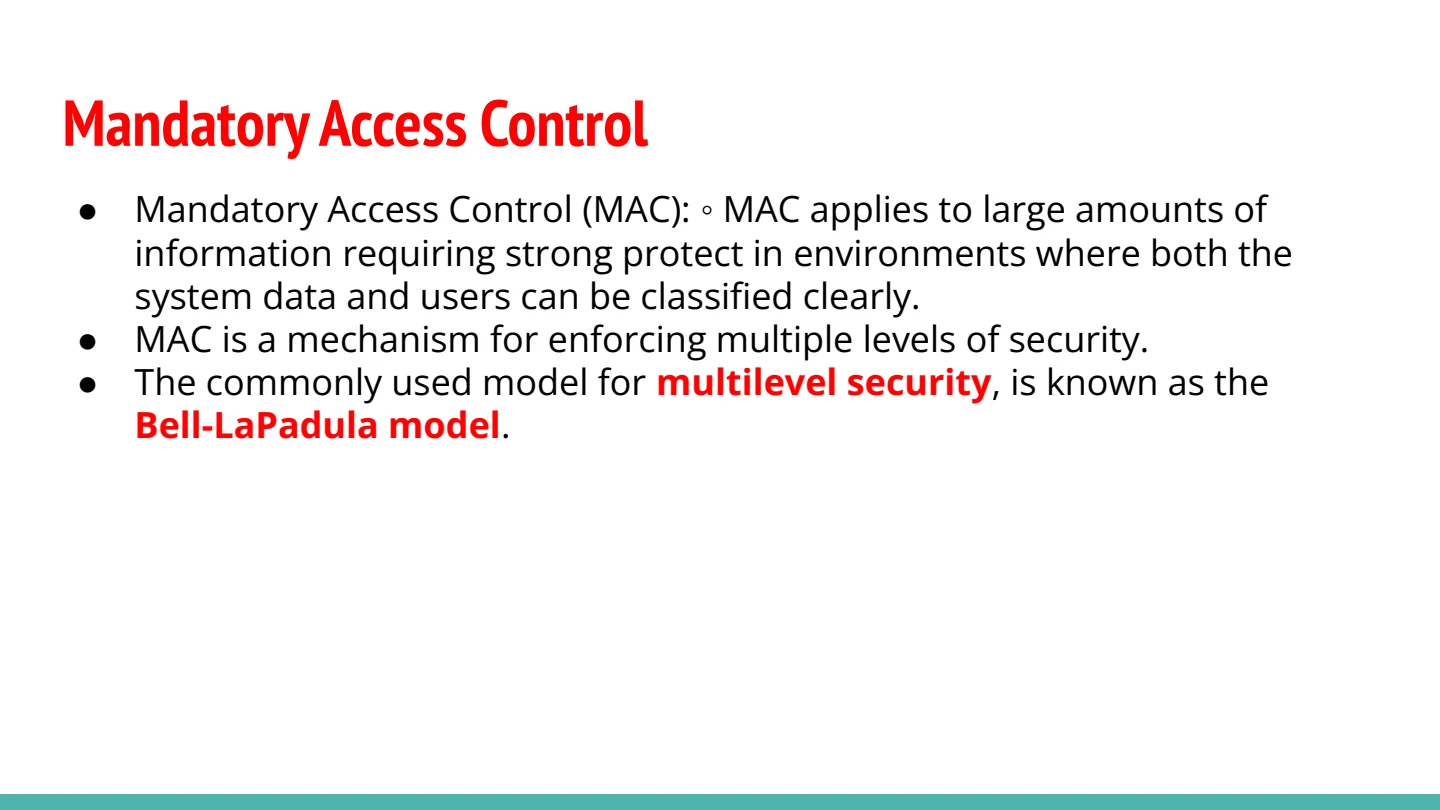 Mandatory Access Control
● Mandatory Access Control (MAC): ◦ MAC applies to large amounts of
information requiring strong protect in environments where both the
system data and users can be classified clearly.
● MAC is a mechanism for enforcing multiple levels of security.
● The commonly used model for multilevel security, is known as the
Bell-LaPadula model.